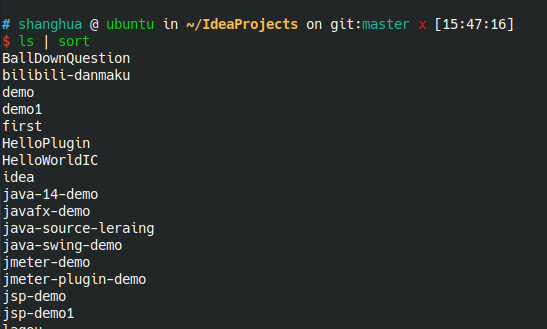 # shanghua @ ubuntu in ~/IdeaProjects on git:master x [15:47:16]
$ ls | sort
BallDownQuestion
bilibili-danmaku
demo
demo1
first
HelloPlugin
HelloWorldIC
idea
java-14-demo
javafx-demo
java-source-leraing
java-swing-demo
jmeter-demo
jmeter-plugin-demo
jsp-demo
jsp-demo1